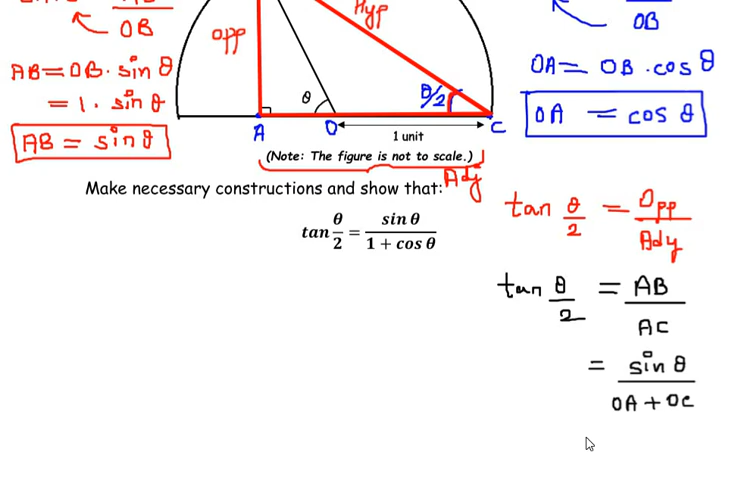 OB
AB = OB . sin θ
= 1 . sin θ
AB = sin θ
opp
Hyp
θ
θ/2
A
O
C
1 unit
(Note: The figure is not to scale.)
Adj
OB
OA = OB . cos θ
OA = cos θ
Make necessary constructions and show that:
tan θ/2 = sin θ / 1 + cos θ
tan θ/2 = Opp / Ady
tan θ/2 = AB / AC
= sin θ / OA + OC